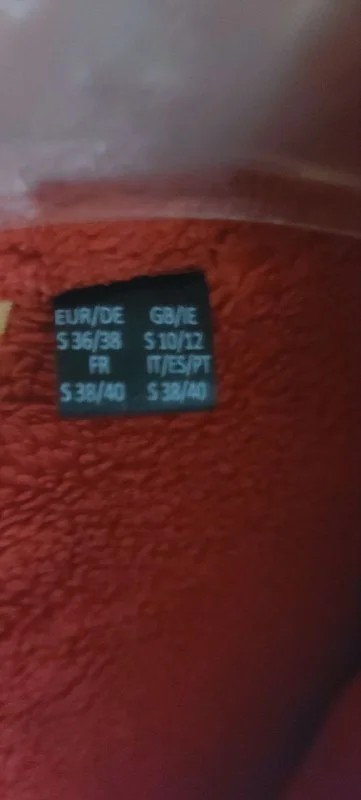 EUR/DE GB/IE
S 36/38 S 10/12
FR IT/ES/PT
S 38/40 S 38/40